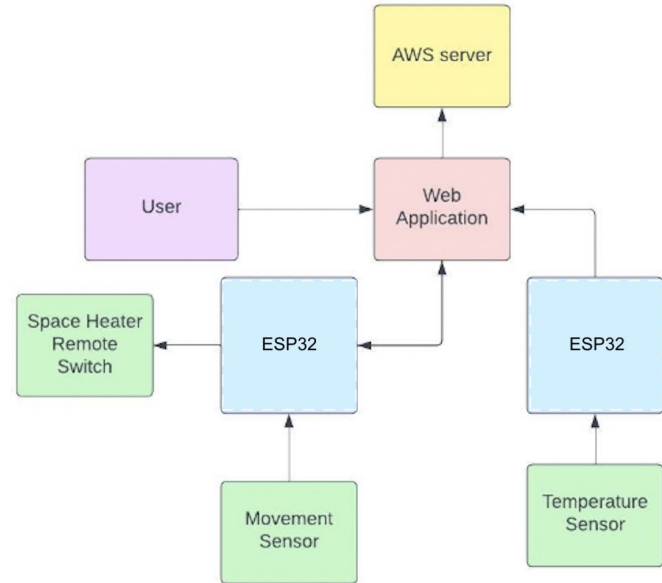 AWS server
User
Web
Application
Space Heater
Remote
Switch
ESP32
ESP32
Movement
Sensor
Temperature
Sensor